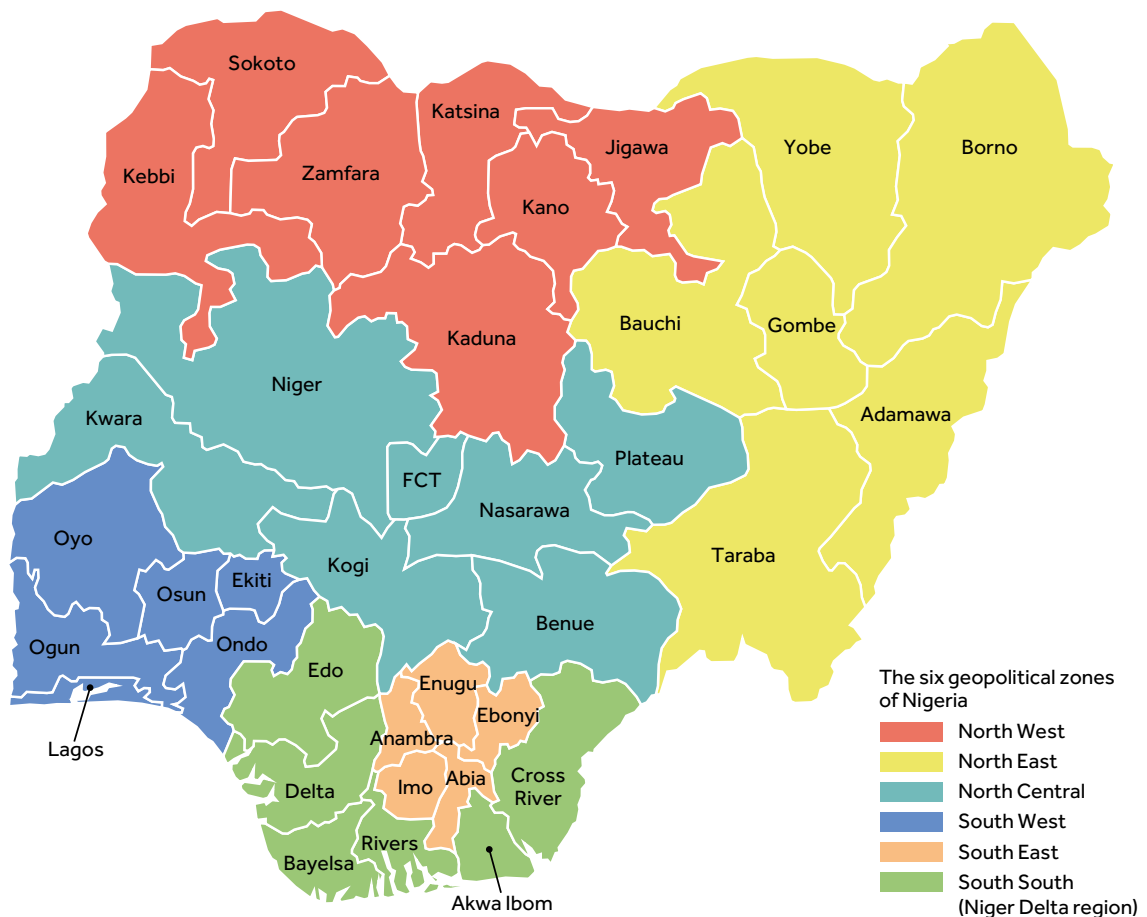 Sokoto
Katsina
Jigawa
Yobe
Borno
Kebbi
Zamfara
Kano
Bauchi
Gombe
Kaduna
Niger
Adamawa
Kwara
Plateau
FCT
Nasarawa
Oyo
Taraba
Kogi
Ekiti
Osun
Benue
Ogun
Ondo
Edo
Enugu
Ebonyi
Anambra
Lagos
Abia
Imo
Cross
River
Delta
Rivers
Bayelsa
Akwa Ibom
The six geopolitical zones
of Nigeria
North West
North East
North Central
South West
South East
South South
(Niger Delta region)